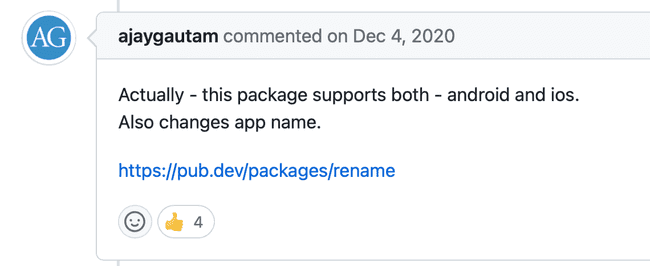 AG
ajaygautam commented on Dec 4, 2020
Actually - this package supports both - android and ios.
Also changes app name.
https://pub.dev/packages/rename
4